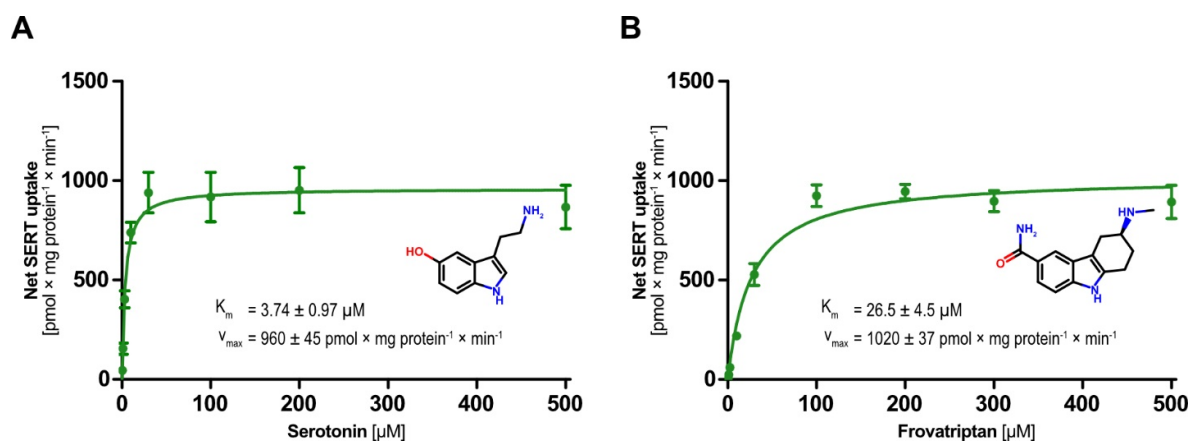 A
Net SERT uptake
[pmol × mg protein⁻¹ × min⁻¹]
1500
1000
500
0
HO
NH₂
N
H
Kₘ = 3.74 ± 0.97 µM
vₘₐₓ = 960 ± 45 pmol × mg protein⁻¹ × min⁻¹
0 100 200 300 400 500
Serotonin [µM]
B
Net SERT uptake
[pmol × mg protein⁻¹ × min⁻¹]
1500
1000
500
0
HN
NH₂
O
N
H
Kₘ = 26.5 ± 4.5 µM
vₘₐₓ = 1020 ± 37 pmol × mg protein⁻¹ × min⁻¹
0 100 200 300 400 500
Frovatriptan [µM]